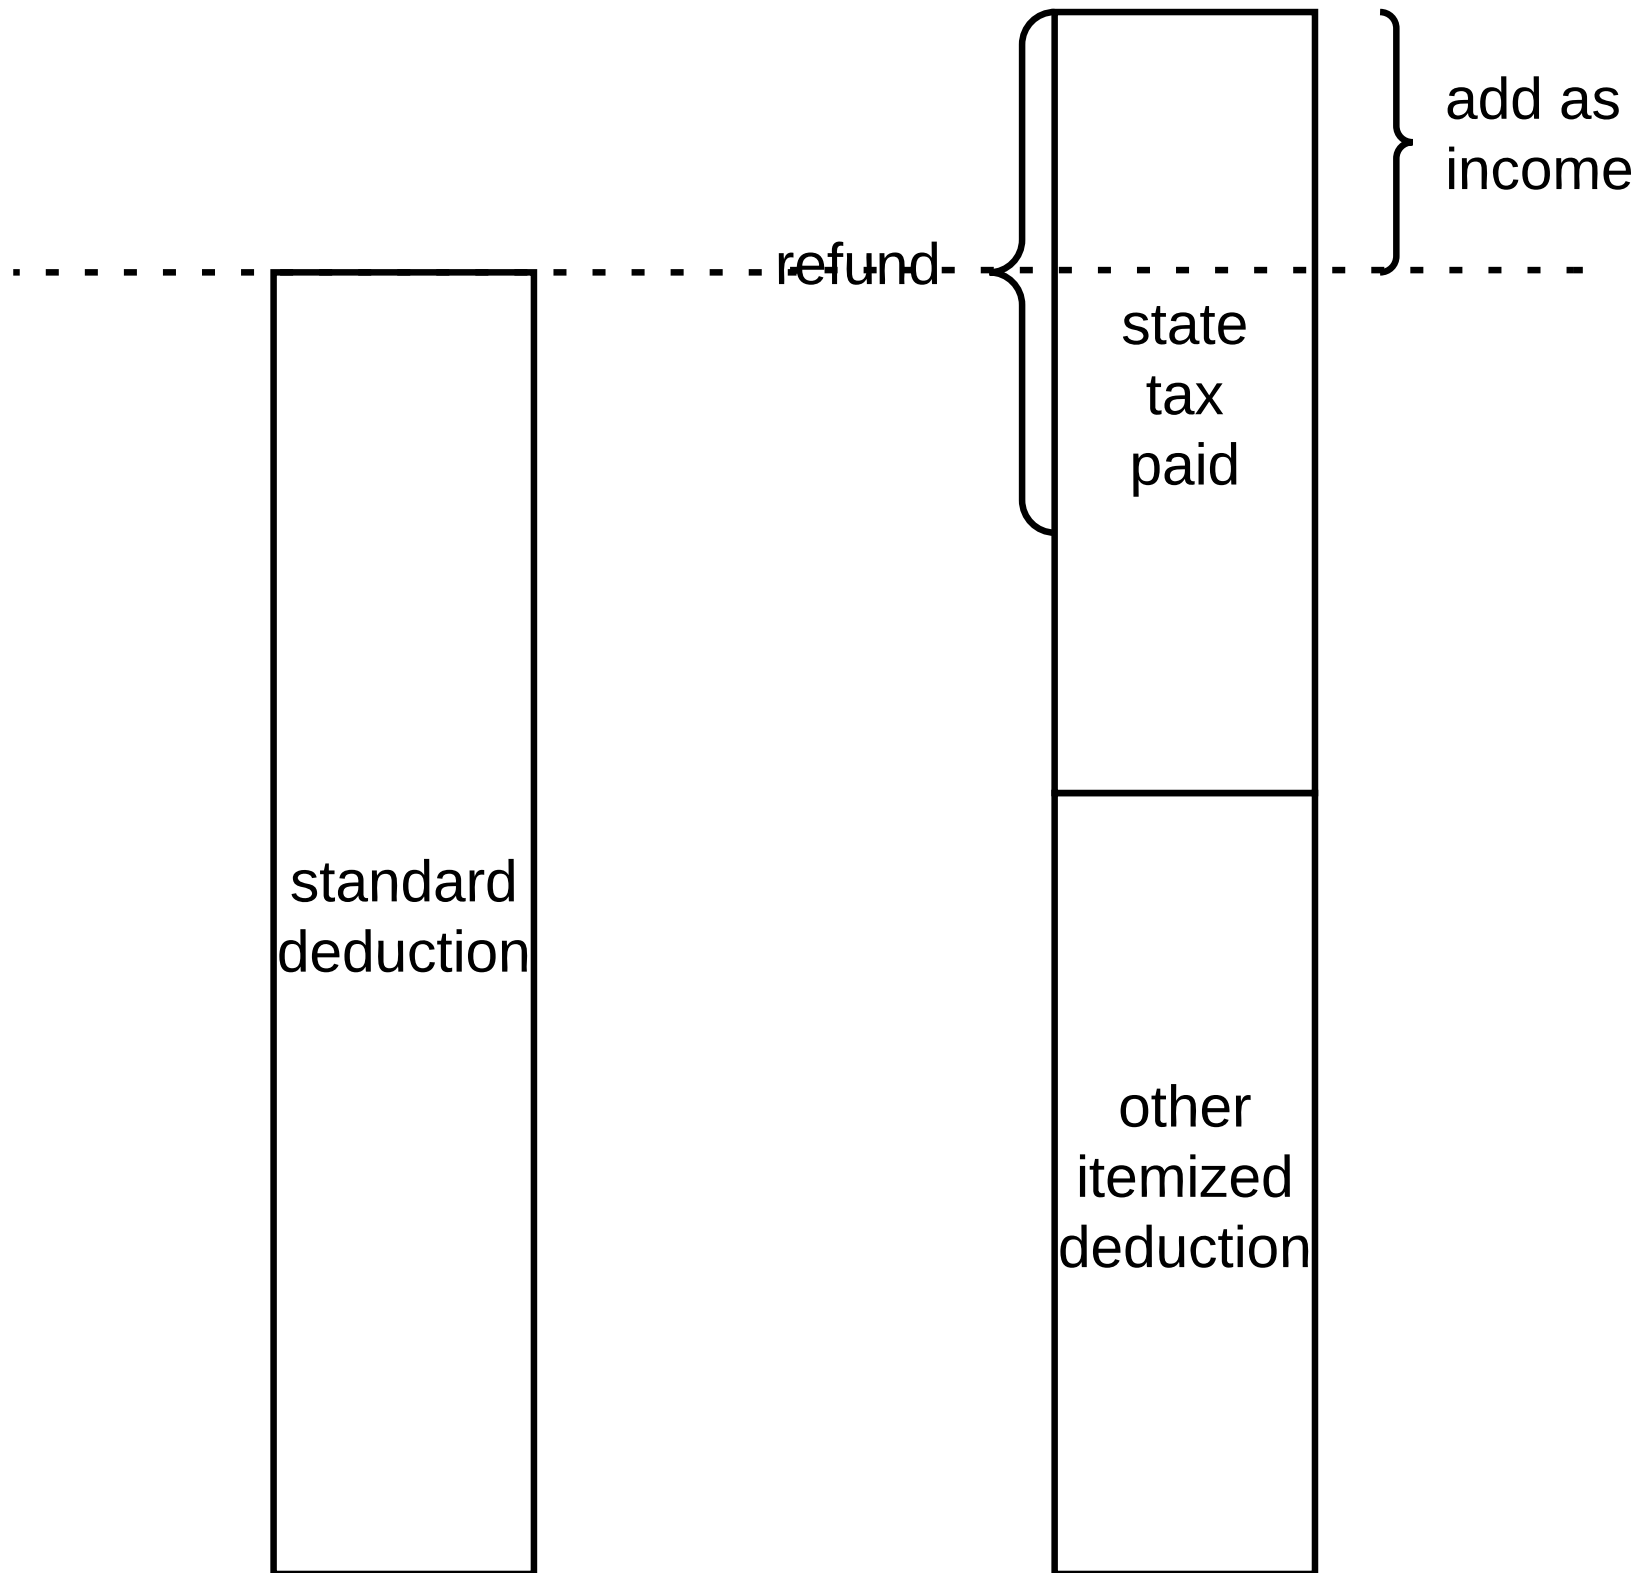 add as
income
refund
state
tax
paid
standard
deduction
other
itemized
deduction